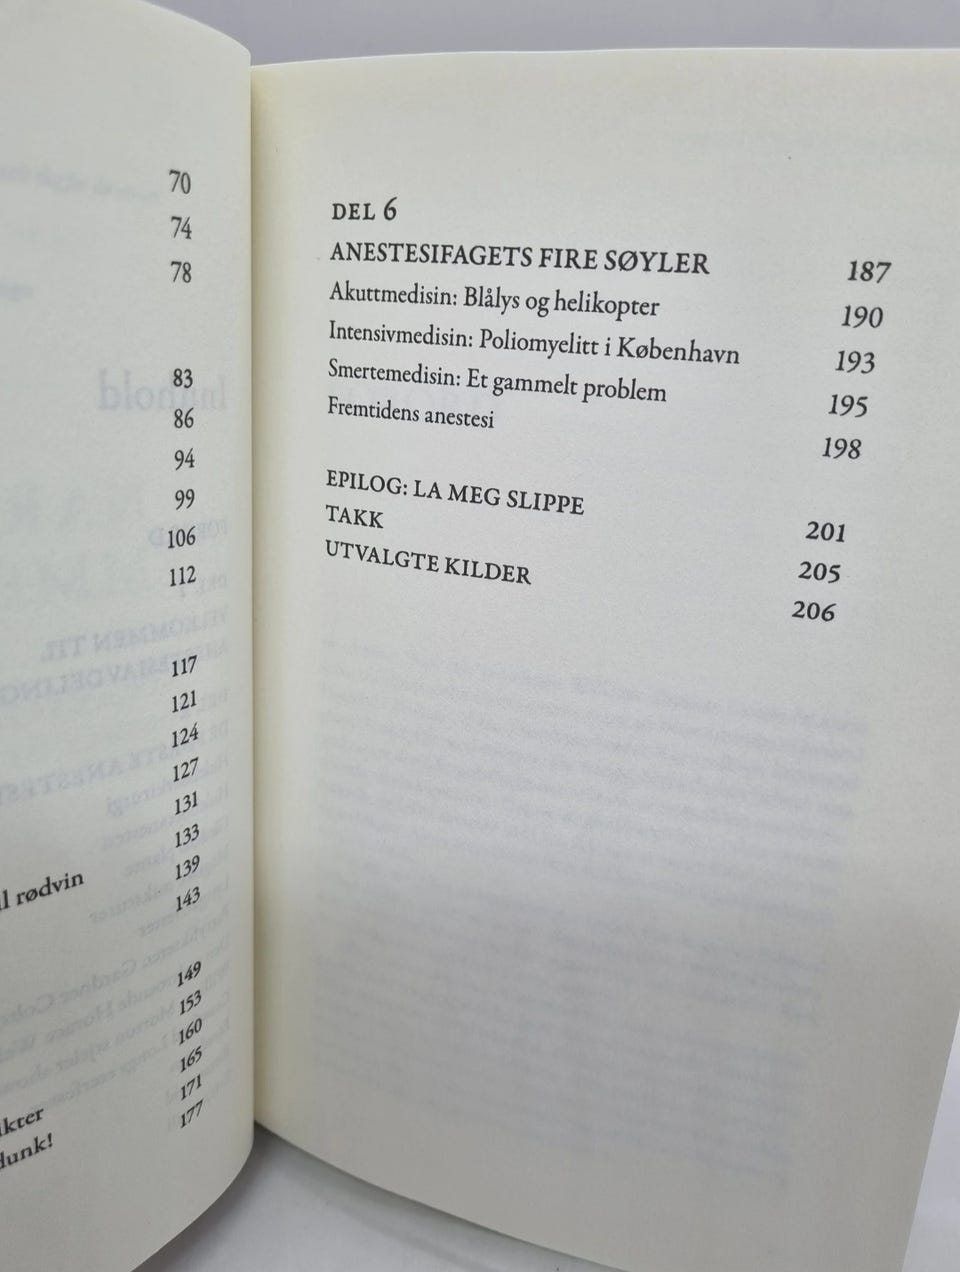 70
74
78
83
86
94
99
106
112
117
121
124
127
131
133
rødvin 139
143
149
153
160
165
171
177
DEL 6
ANESTESIFAGETS FIRE SØYLER 187
Akuttmedisin: Blålys og helikopter 190
Intensivmedisin: Poliomyelitt i København 193
Smertemedisin: Et gammelt problem 195
Fremtidens anestesi 198
EPILOG: LA MEG SLIPPE 201
TAKK 205
UTVALGTE KILDER 206